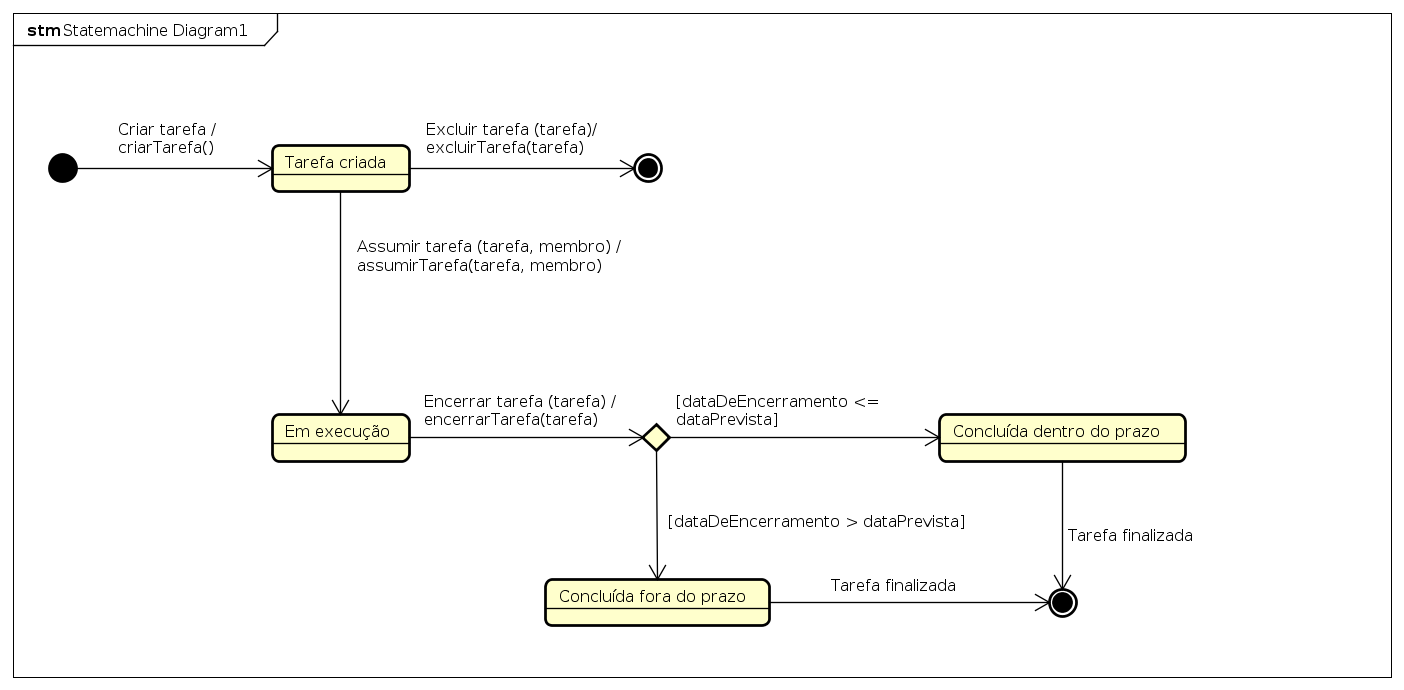 stm Statemachine Diagram1
Criar tarefa /
criarTarefa()
Excluir tarefa (tarefa)/
excluirTarefa(tarefa)
Tarefa criada
Assumir tarefa (tarefa, membro) /
assumirTarefa(tarefa, membro)
Encerrar tarefa (tarefa) /
encerrarTarefa(tarefa)
[dataDeEncerramento <=
dataPrevista]
Em execução
Concluída dentro do prazo
[dataDeEncerramento > dataPrevista]
Tarefa finalizada
Concluída fora do prazo
Tarefa finalizada